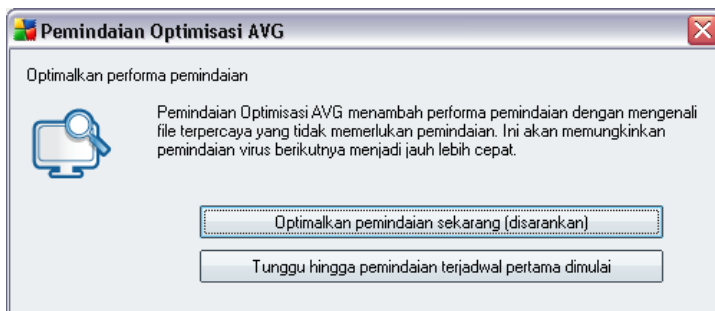 Pemindaian Optimisasi AVG
Optimalkan performa pemindaian
Pemindaian Optimisasi AVG menambah performa pemindaian dengan mengenali
file terpercaya yang tidak memerlukan pemindaian. Ini akan memungkinkan
pemindaian virus berikutnya menjadi jauh lebih cepat.
Optimalkan pemindaian sekarang (disarankan)
Tunggu hingga pemindaian terjadwal pertama dimulai